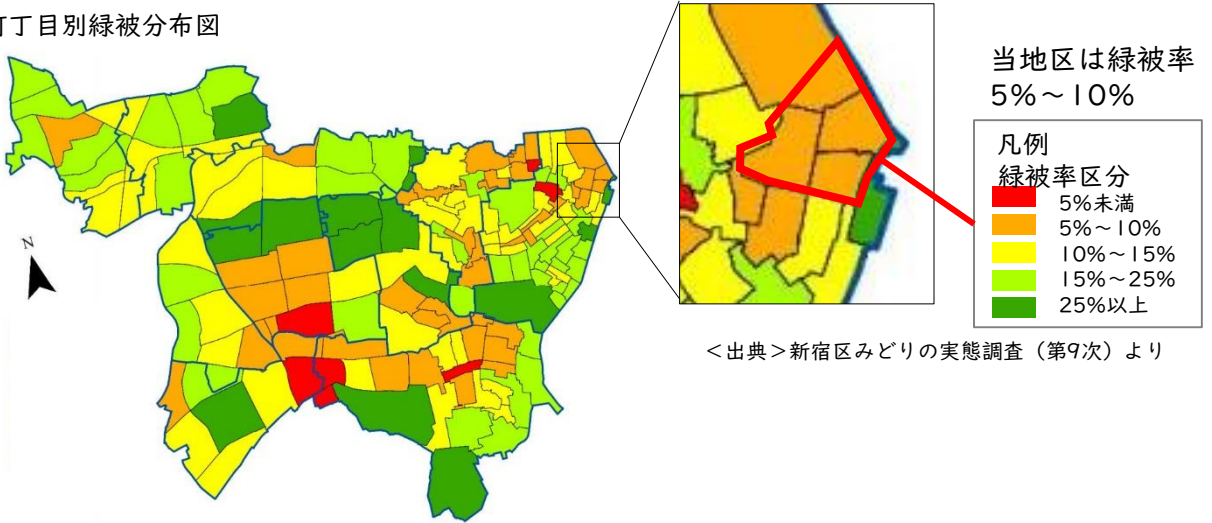 町丁目別緑被分布図
N
当地区は緑被率
5%～10%
凡例
緑被率区分
5%未満
5%～10%
10%～15%
15%～25%
25%以上
＜出典＞新宿区みどりの実態調査（第9次）より